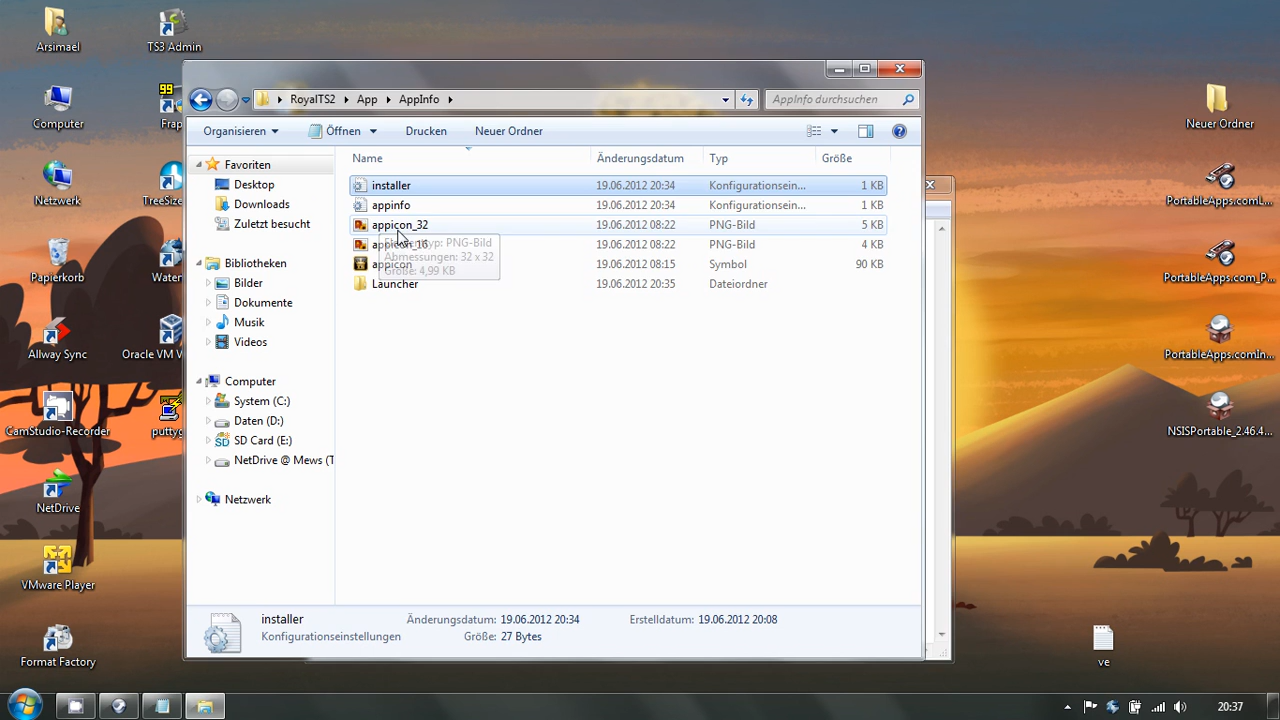 Arsimael
TS3 Admin
Computer
99
Frap
Netzwerk
TreeSize
Papierkorb
Water
Allway Sync
Oracle VM V
CamStudio-Recorder
puttyg
NetDrive
VMware Player
Format Factory
RoyalTS2
App
AppInfo
AppInfo durchsuchen
Organisieren
Öffnen
Drucken
Neuer Ordner
Favoriten
Desktop
Downloads
Zuletzt besucht
Bibliotheken
Bilder
Dokumente
Musik
Videos
Computer
System (C:)
Daten (D:)
SD Card (E:)
NetDrive @ Mews (T
Netzwerk
Name Änderungsdatum Typ Größe
installer 19.06.2012 20:34 Konfigurationsein... 1 KB
appinfo 19.06.2012 20:34 Konfigurationsein... 1 KB
appicon_32 19.06.2012 08:22 PNG-Bild 5 KB
appicon_16 19.06.2012 08:22 PNG-Bild 4 KB
appicon 19.06.2012 08:15 Symbol 90 KB
Launcher 19.06.2012 20:35 Dateiordner
typ: PNG-Bild
Abmessungen: 32 x 32
Größe: 4,99 KB
installer Änderungsdatum: 19.06.2012 20:34 Erstelldatum: 19.06.2012 20:08
Konfigurationseinstellungen Größe: 27 Bytes
Neuer Ordner
PortableApps.comL...
PortableApps.com_P...
PortableApps.comIn...
NSISPortable_2.46.4...
ve
20:37